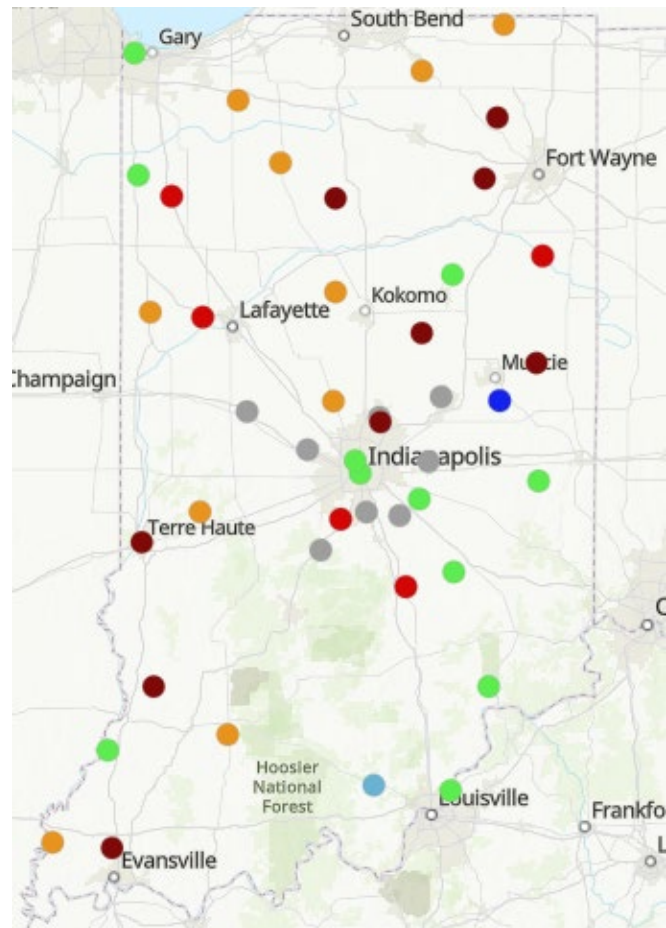 South Bend
Gary
Fort Wayne
Lafayette
Kokomo
Muncie
Champaign
Indianapolis
Terre Haute
Hoosier
National
Forest
Louisville
Frankfo
Evansville